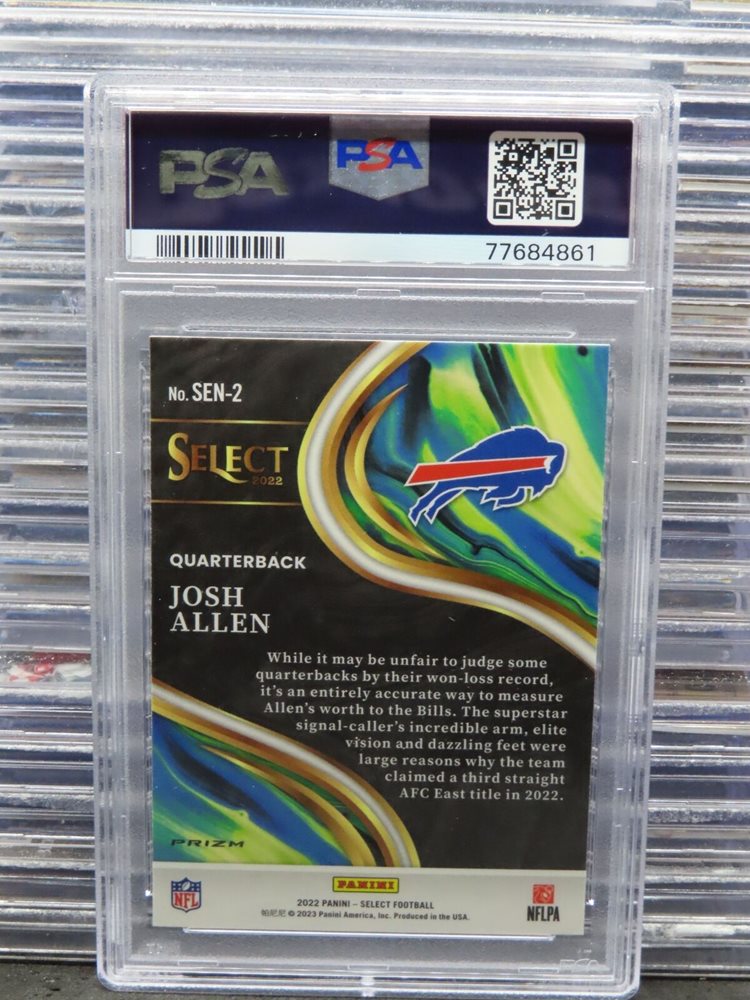 PSA PSA
77684861
No. SEN-2
SELECT
2022
QUARTERBACK
JOSH
ALLEN
While it may be unfair to judge some
quarterbacks by their won-loss record,
it's an entirely accurate way to measure
Allen's worth to the Bills. The superstar
signal-caller's incredible arm, elite
vision and dazzling feet were
large reasons why the team
claimed a third straight
AFC East title in 2022.
PRIZM
NFL
PANINI
2022 PANINI – SELECT FOOTBALL
帕尼尼 © 2023 Panini America, Inc. Produced in the USA.
NFLPA
PSA